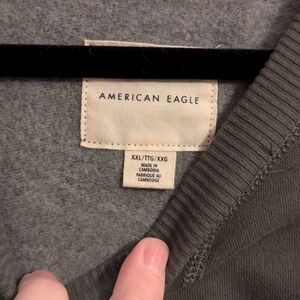 AMERICAN EAGLE
XXL/TTG/XXG
MADE IN
CAMBODIA
FABRIQUÉ AU
CAMBODGE